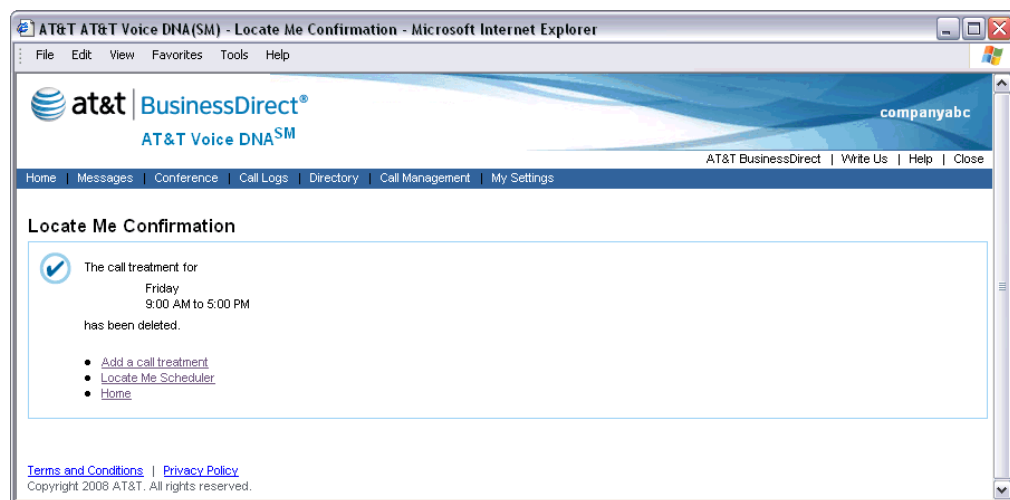 AT&T AT&T Voice DNA(SM) - Locate Me Confirmation - Microsoft Internet Explorer
File Edit View Favorites Tools Help
at&t BusinessDirect®
AT&T Voice DNA SM
companyabc
AT&T BusinessDirect | Write Us | Help | Close
Home | Messages | Conference | Call Logs | Directory | Call Management | My Settings
Locate Me Confirmation
The call treatment for
Friday
9:00 AM to 5:00 PM
has been deleted.
• Add a call treatment
• Locate Me Scheduler
• Home
Terms and Conditions | Privacy Policy
Copyright 2008 AT&T. All rights reserved.